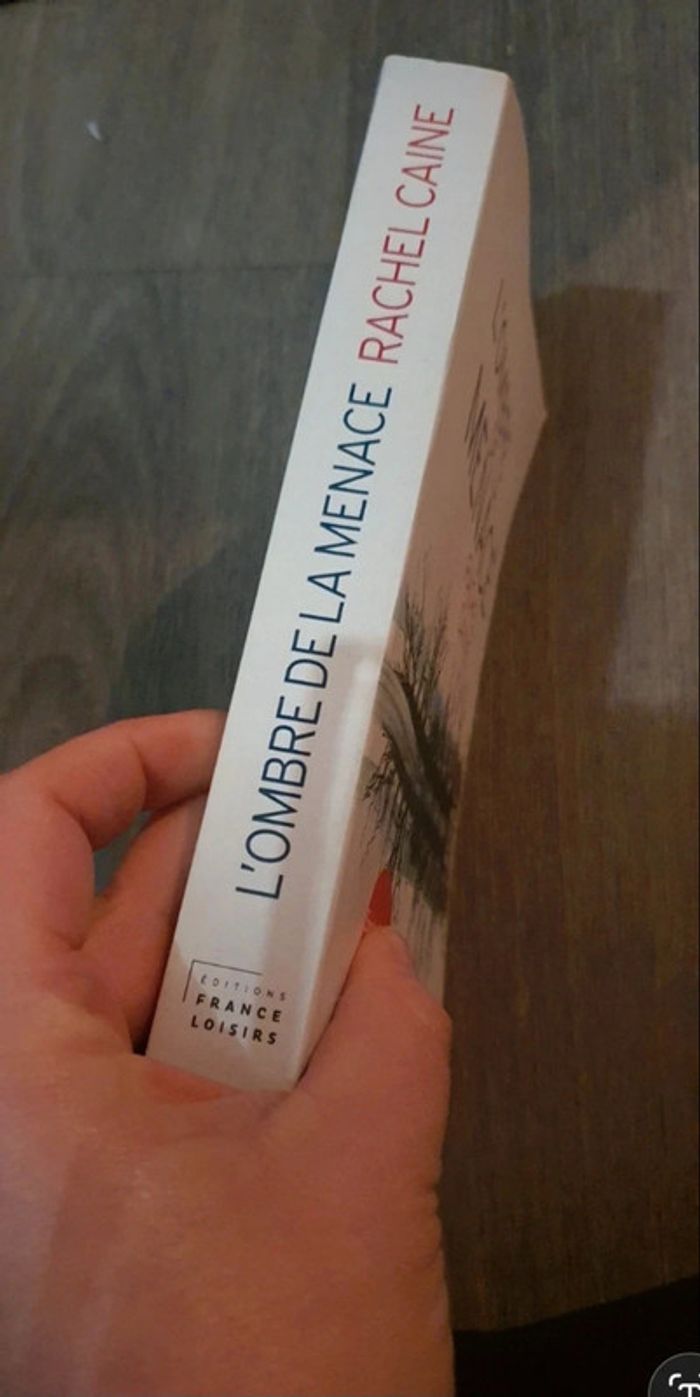 L'OMBRE DE LA MENACE RACHEL CAINE
ÉDITIONS
FRANCE
LOISIRS